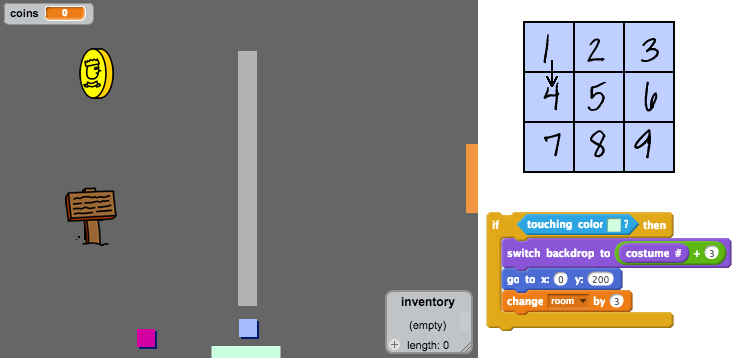 coins 0
inventory
(empty)
+ length: 0
1 2 3
4 5 6
7 8 9
if touching color ? then
switch backdrop to costume # + 3
go to x: 0 y: 200
change room by 3